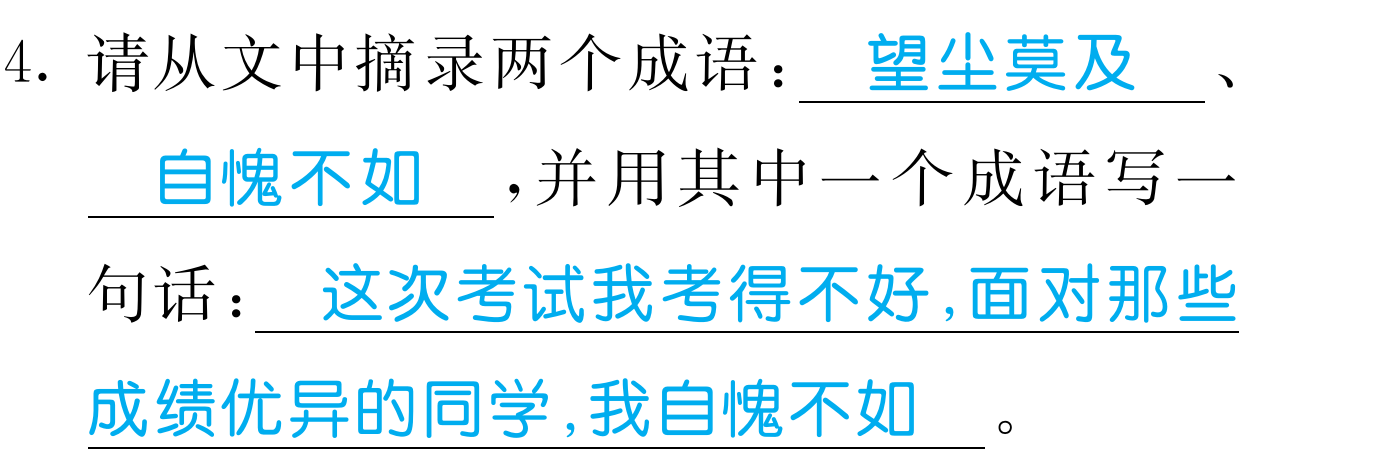 4. 请从文中摘录两个成语：望尘莫及、
自愧不如，并用其中一个成语写一
句话：这次考试我考得不好，面对那些
成绩优异的同学，我自愧不如。